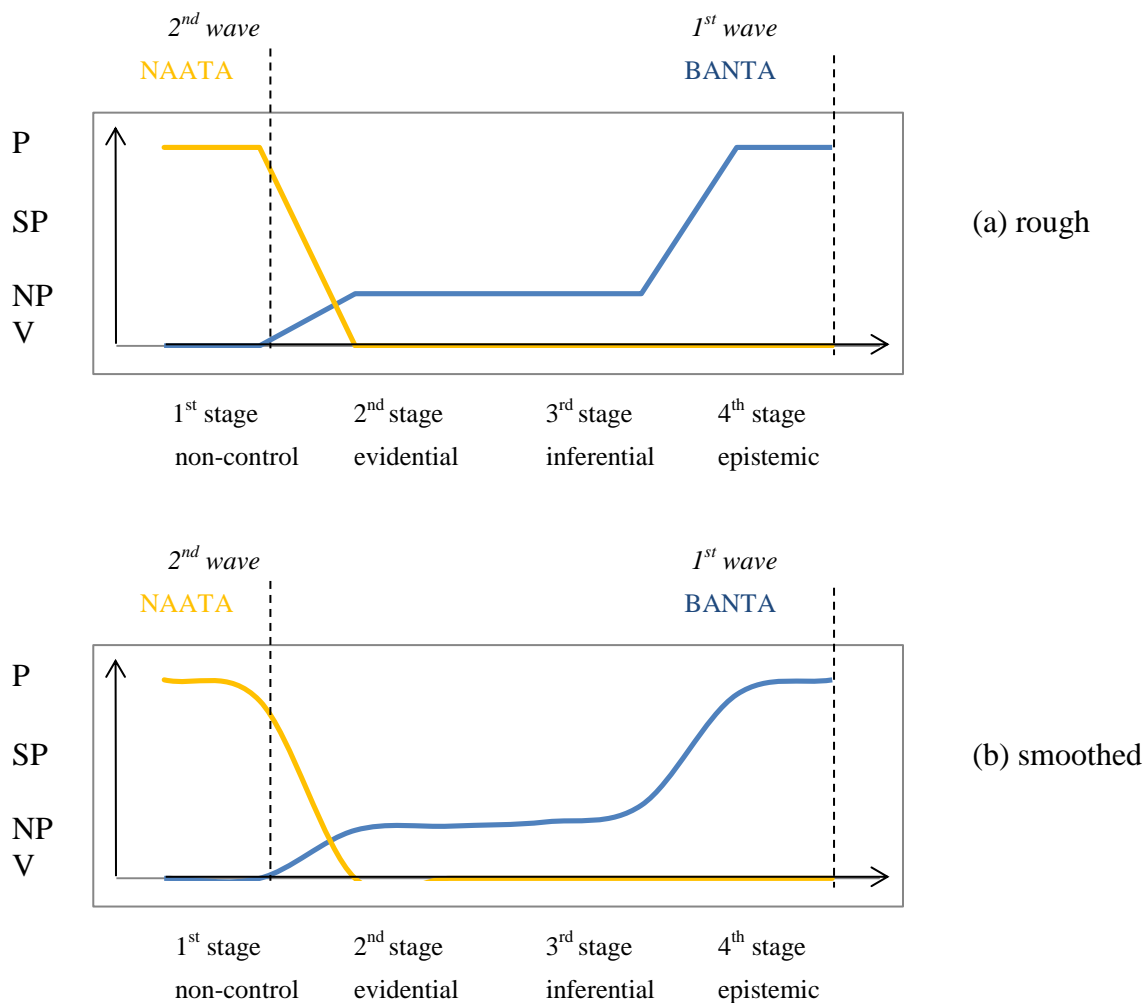 2nd wave 1st wave
NAATA BANTA
P
SP
(a) rough
NP
V
1st stage 2nd stage 3rd stage 4th stage
non-control evidential inferential epistemic
2nd wave 1st wave
NAATA BANTA
P
SP
(b) smoothed
NP
V
1st stage 2nd stage 3rd stage 4th stage
non-control evidential inferential epistemic